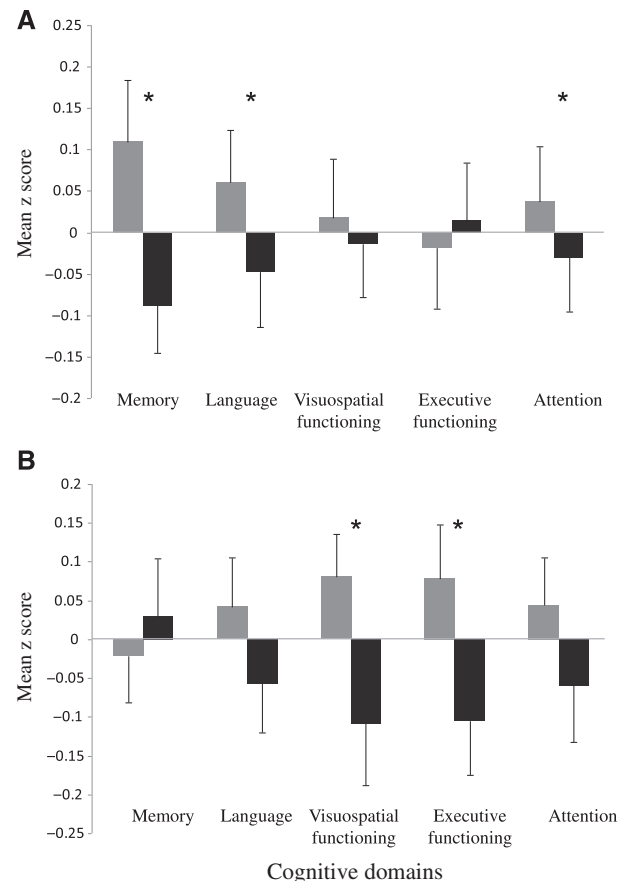 A
0.25
0.2
0.15
* * *
0.1
0.05
0
−0.05
−0.1
−0.15
−0.2
Mean z score
Memory Language Visuospatial functioning Executive functioning Attention
B
0.2
0.15
* *
0.1
0.05
0
−0.05
−0.1
−0.15
−0.2
−0.25
Mean z score
Memory Language Visuospatial functioning Executive functioning Attention
Cognitive domains